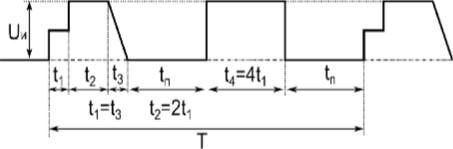 Uи
t1 t2 t3 tп t4=4t1 tп
t1=t3 t2=2t1
T